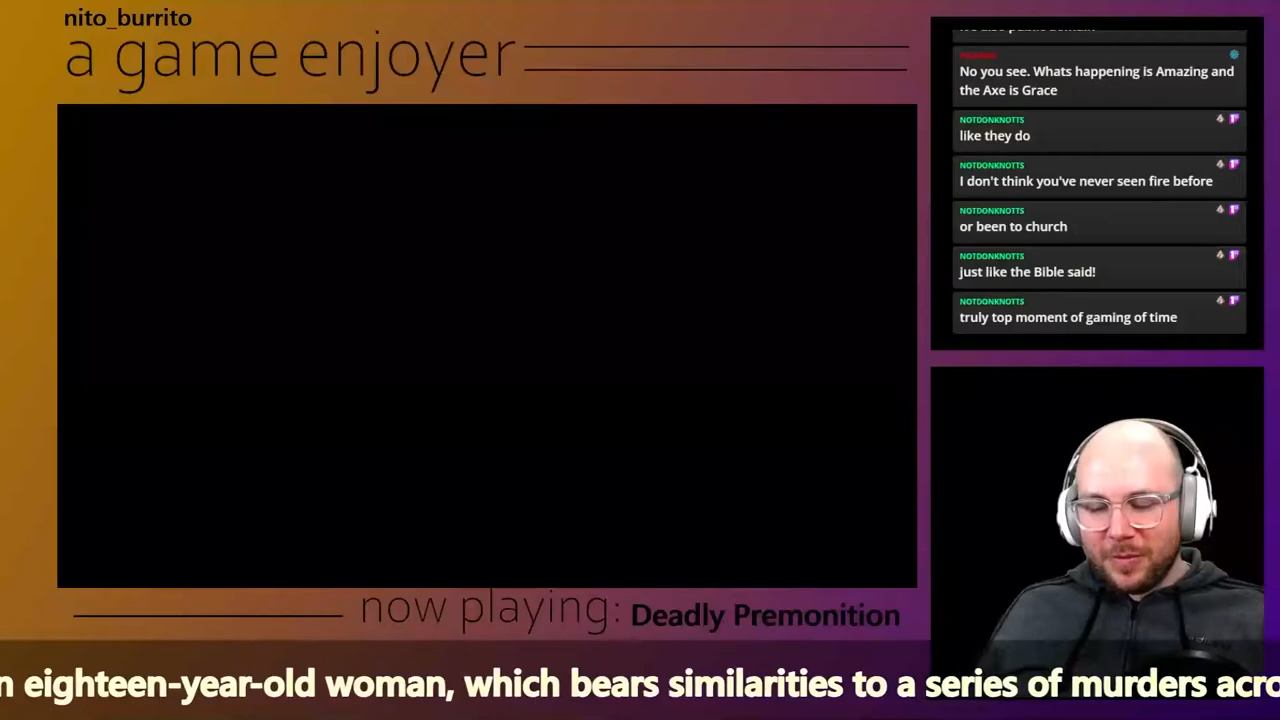 nito_burrito
a game enjoyer
No you see. Whats happening is Amazing and
the Axe is Grace
NOTDONKNOTTS
like they do
NOTDONKNOTTS
I don't think you've never seen fire before
NOTDONKNOTTS
or been to church
NOTDONKNOTTS
just like the Bible said!
NOTDONKNOTTS
truly top moment of gaming of time
now playing: Deadly Premonition
n eighteen-year-old woman, which bears similarities to a series of murders acro